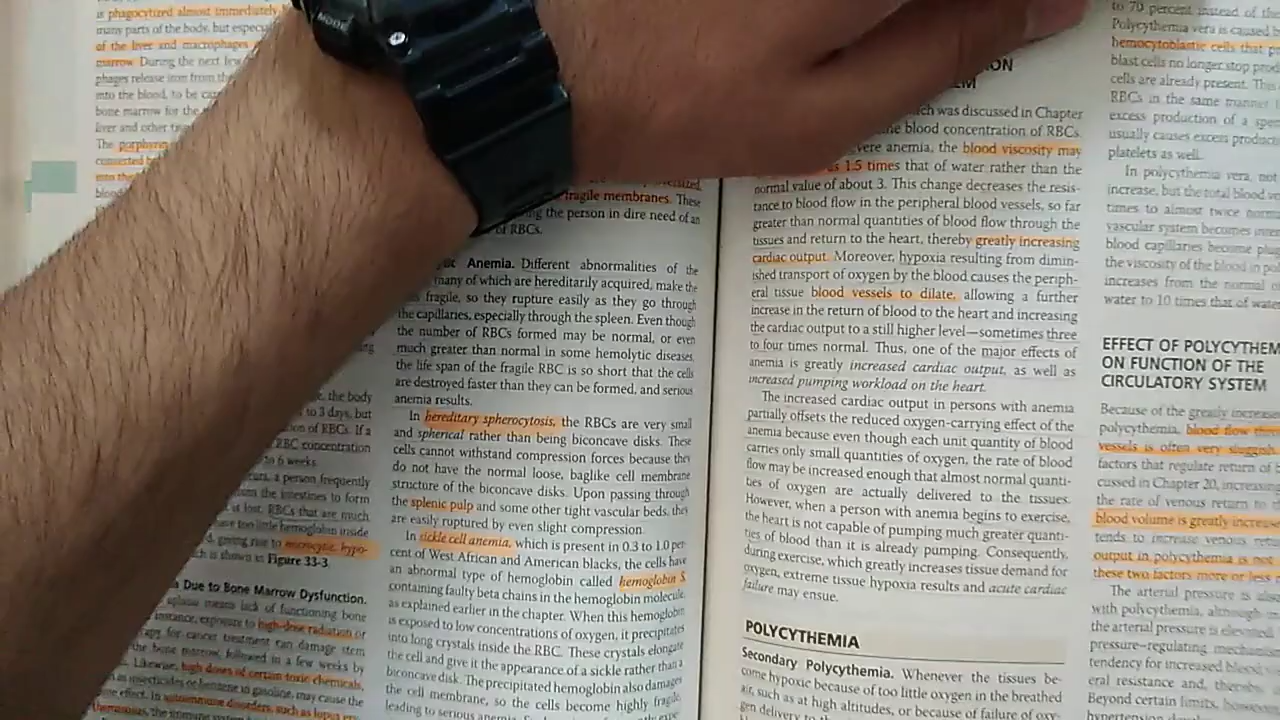 is phagocytized almost immediately
many parts of the body, but
of the liver and macrophages
marrow. During the next few
phages release iron from the
into the blood, to be
bone marrow for the
liver and other
The porphyrin
converted
into the
MODE
the body
to 3 days, but
of RBCs. If a
RBC concentration
to 6 weeks.
a person frequently
the intestines to form
is lost. RBCs that are much
too little hemoglobin inside
giving rise to microcytic, hypo-
is shown in Figure 33-3.
Due to Bone Marrow Dysfunction.
means lack of functioning bone
instance, exposure to high-dose radiation or
for cancer treatment can damage stem
the bone marrow, followed in a few weeks by
Likewise, high doses of certain toxic chemicals,
as insecticides or benzene in gasoline, may cause the
effect. In autoimmune disorders, such as lupus
the immune system
fragile membranes. These
the person in dire need of an
of RBCs.
Anemia. Different abnormalities of the
many of which are hereditarily acquired, make the
fragile, so they rupture easily as they go through
the capillaries, especially through the spleen. Even though
the number of RBCs formed may be normal, or even
much greater than normal in some hemolytic diseases,
the life span of the fragile RBC is so short that the cells
are destroyed faster than they can be formed, and serious
anemia results.
In hereditary spherocytosis, the RBCs are very small
and spherical rather than being biconcave disks. These
cells cannot withstand compression forces because they
do not have the normal loose, baglike cell membrane
structure of the biconcave disks. Upon passing through
the splenic pulp and some other tight vascular beds, they
are easily ruptured by even slight compression.
In sickle cell anemia, which is present in 0.3 to 1.0 per-
cent of West African and American blacks, the cells have
an abnormal type of hemoglobin called hemoglobin S,
containing faulty beta chains in the hemoglobin molecule,
as explained earlier in the chapter. When this hemoglobin
is exposed to low concentrations of oxygen, it precipitates
into long crystals inside the RBC. These crystals elongate
the cell and give it the appearance of a sickle rather than a
biconcave disk. The precipitated hemoglobin also damages
the cell membrane, so the cells become highly fragile,
leading to serious anemia.
ON
EM
which was discussed in Chapter
the blood concentration of RBCs.
severe anemia, the blood viscosity may
as 1.5 times that of water rather than the
normal value of about 3. This change decreases the resis-
tance to blood flow in the peripheral blood vessels, so far
greater than normal quantities of blood flow through the
tissues and return to the heart, thereby greatly increasing
cardiac output. Moreover, hypoxia resulting from dimin-
ished transport of oxygen by the blood causes the periph-
eral tissue blood vessels to dilate, allowing a further
increase in the return of blood to the heart and increasing
the cardiac output to a still higher level—sometimes three
to four times normal. Thus, one of the major effects of
anemia is greatly increased cardiac output, as well as
increased pumping workload on the heart.
The increased cardiac output in persons with anemia
partially offsets the reduced oxygen-carrying effect of the
anemia because even though each unit quantity of blood
carries only small quantities of oxygen, the rate of blood
flow may be increased enough that almost normal quanti-
ties of oxygen are actually delivered to the tissues.
However, when a person with anemia begins to exercise,
the heart is not capable of pumping much greater quanti-
ties of blood than it is already pumping. Consequently,
during exercise, which greatly increases tissue demand for
oxygen, extreme tissue hypoxia results and acute cardiac
failure may ensue.
POLYCYTHEMIA
Secondary Polycythemia. Whenever the tissues be-
come hypoxic because of too little oxygen in the breathed
air, such as at high altitudes, or because of failure of oxy-
gen delivery to the
to 70 percent instead of the
Polycythemia vera is caused
hemocytoblastic cells that
blast cells no longer stop
cells are already present. This
RBCs in the same manner
excess production of a
usually causes excess
platelets as well.
In polycythemia vera, not
increase, but the total blood
times to almost twice
vascular system becomes
blood capillaries become
the viscosity of the blood in
increases from the normal of
water to 10 times that of water
EFFECT OF POLYCYTHEM
ON FUNCTION OF THE
CIRCULATORY SYSTEM
Because of the greatly
polycythemia, blood flow
vessels is often very sluggish
factors that regulate return of
cussed in Chapter 20, increasing
the rate of venous return to
blood volume is greatly
tends to increase venous
output in polycythemia is not
these two factors more or less
The arterial pressure is also
with polycythemia, although
the arterial pressure is elevated
pressure-regulating
tendency for increased blood
eral resistance and,
Beyond certain limits, however
hypertension